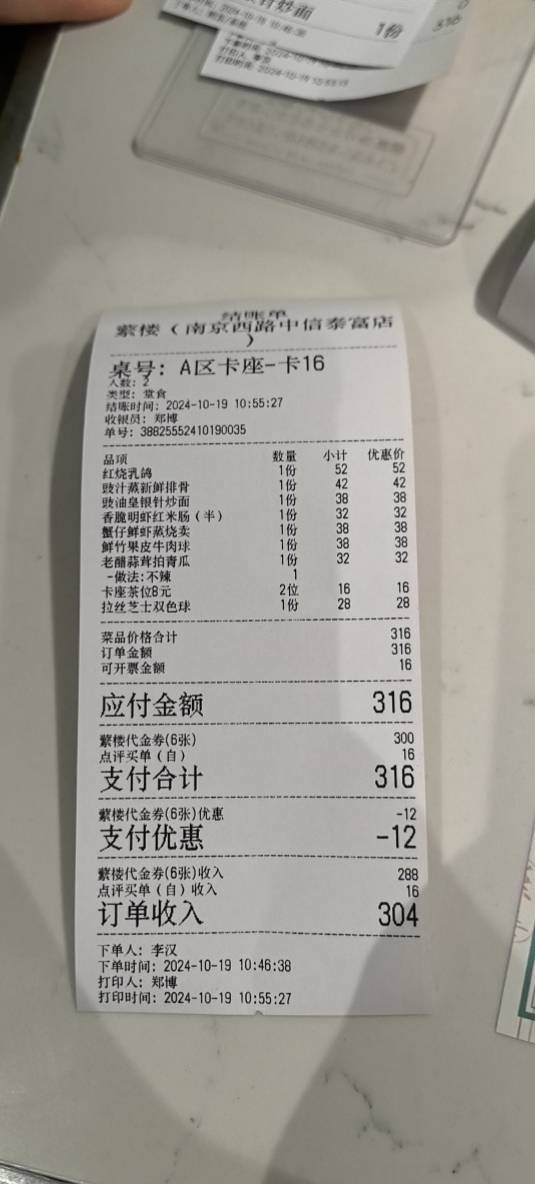 炒面
1份
316
打印时间: 2024-10-19 10:55:15
结账单
紫楼（南京西路中信泰富店
）
桌号: A区卡座-卡16
人数: 2
类型: 堂食
结账时间: 2024-10-19 10:55:27
收银员: 郑博
单号: 38825552410190035
品项 数量 小计 优惠价
红烧乳鸽 1份 52 52
豉汁蒸新鲜排骨 1份 42 42
豉油皇银针炒面 1份 38 38
香脆明虾红米肠（半） 1份 32 32
蟹仔鲜虾蒸烧卖 1份 38 38
鲜竹果皮牛肉球 1份 38 38
老醋蒜茸拍青瓜 1份 32 32
-做法:不辣 1
卡座茶位8元 2位 16 16
拉丝芝士双色球 1份 28 28
菜品价格合计 316
订单金额 316
可开票金额 16
应付金额 316
紫楼代金券(6张) 300
点评买单（自） 16
支付合计 316
紫楼代金券(6张)优惠 -12
支付优惠 -12
紫楼代金券(6张)收入 288
点评买单（自）收入 16
订单收入 304
下单人: 李汉
下单时间: 2024-10-19 10:46:38
打印人: 郑博
打印时间: 2024-10-19 10:55:27